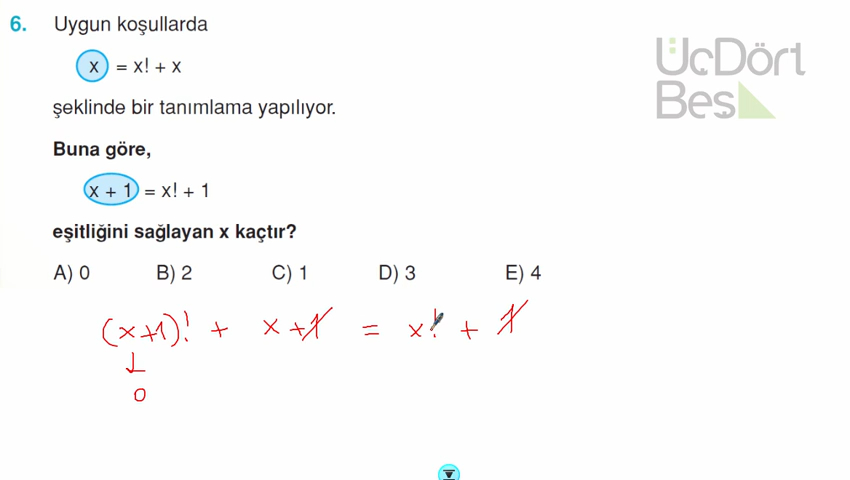 6. Uygun koşullarda
x = x! + x
şeklinde bir tanımlama yapılıyor.
Buna göre,
x + 1 = x! + 1
eşitliğini sağlayan x kaçtır?
A) 0 B) 2 C) 1 D) 3 E) 4
(x+1)! + x + 1 = x! + 1
↓
0
ÜçDört
Beş